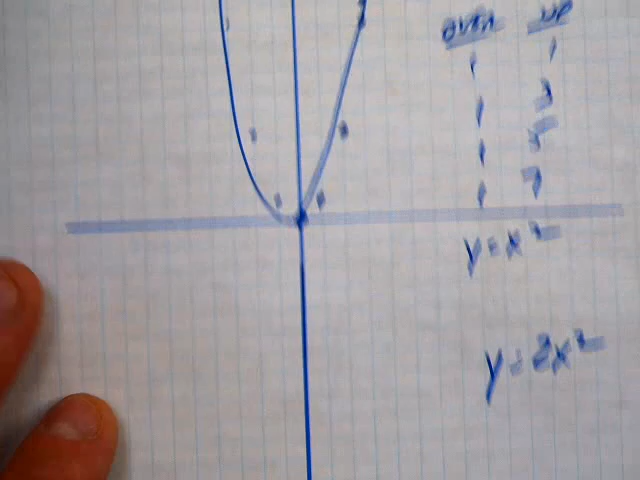 over up
1 1
1 3
1 5
1 7
y = x²
y = 2x²